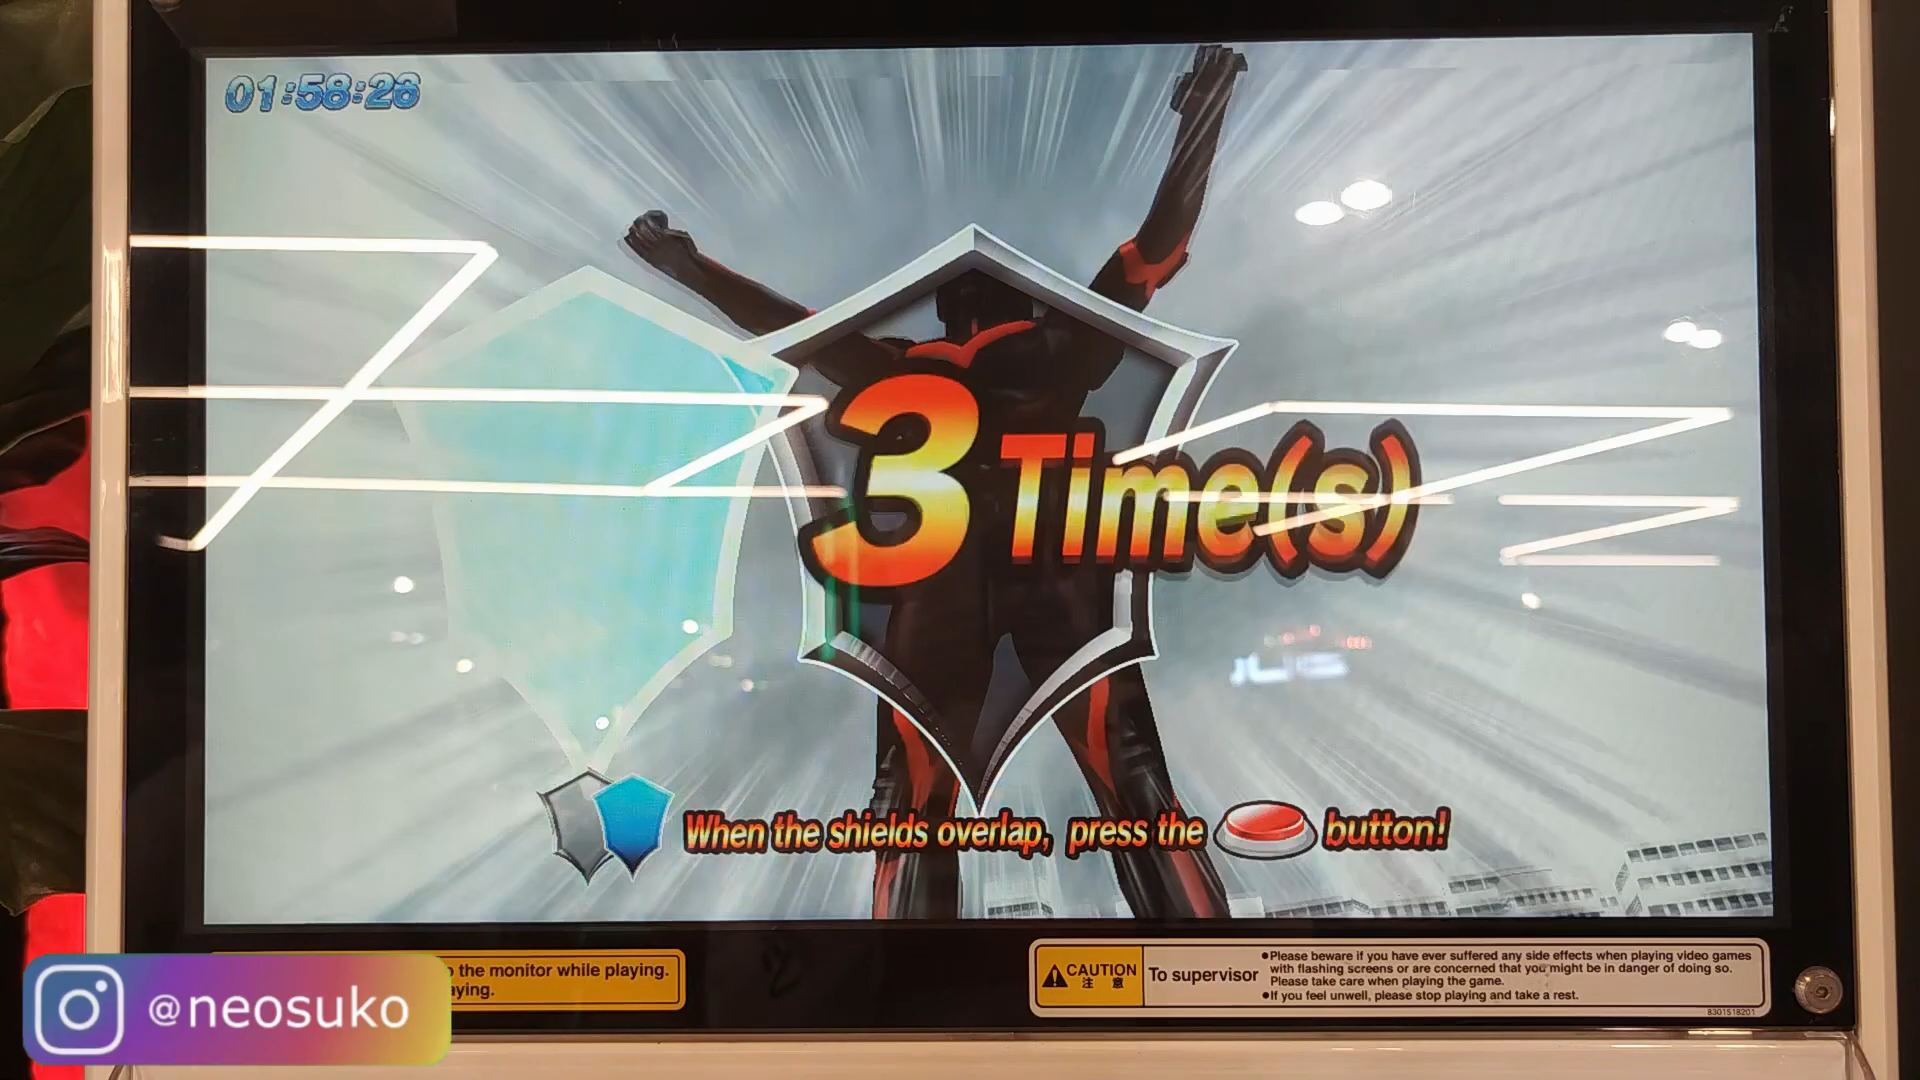 01:58:28
3 Time(s)
When the shields overlap, press the button!
the monitor while playing.
CAUTION
注 意
To supervisor
●Please beware if you have ever suffered any side effects when playing video games
with flashing screens or are concerned that you might be in danger of doing so.
Please take care when playing the game.
●If you feel unwell, please stop playing and take a rest.
8301518201
@neosuko